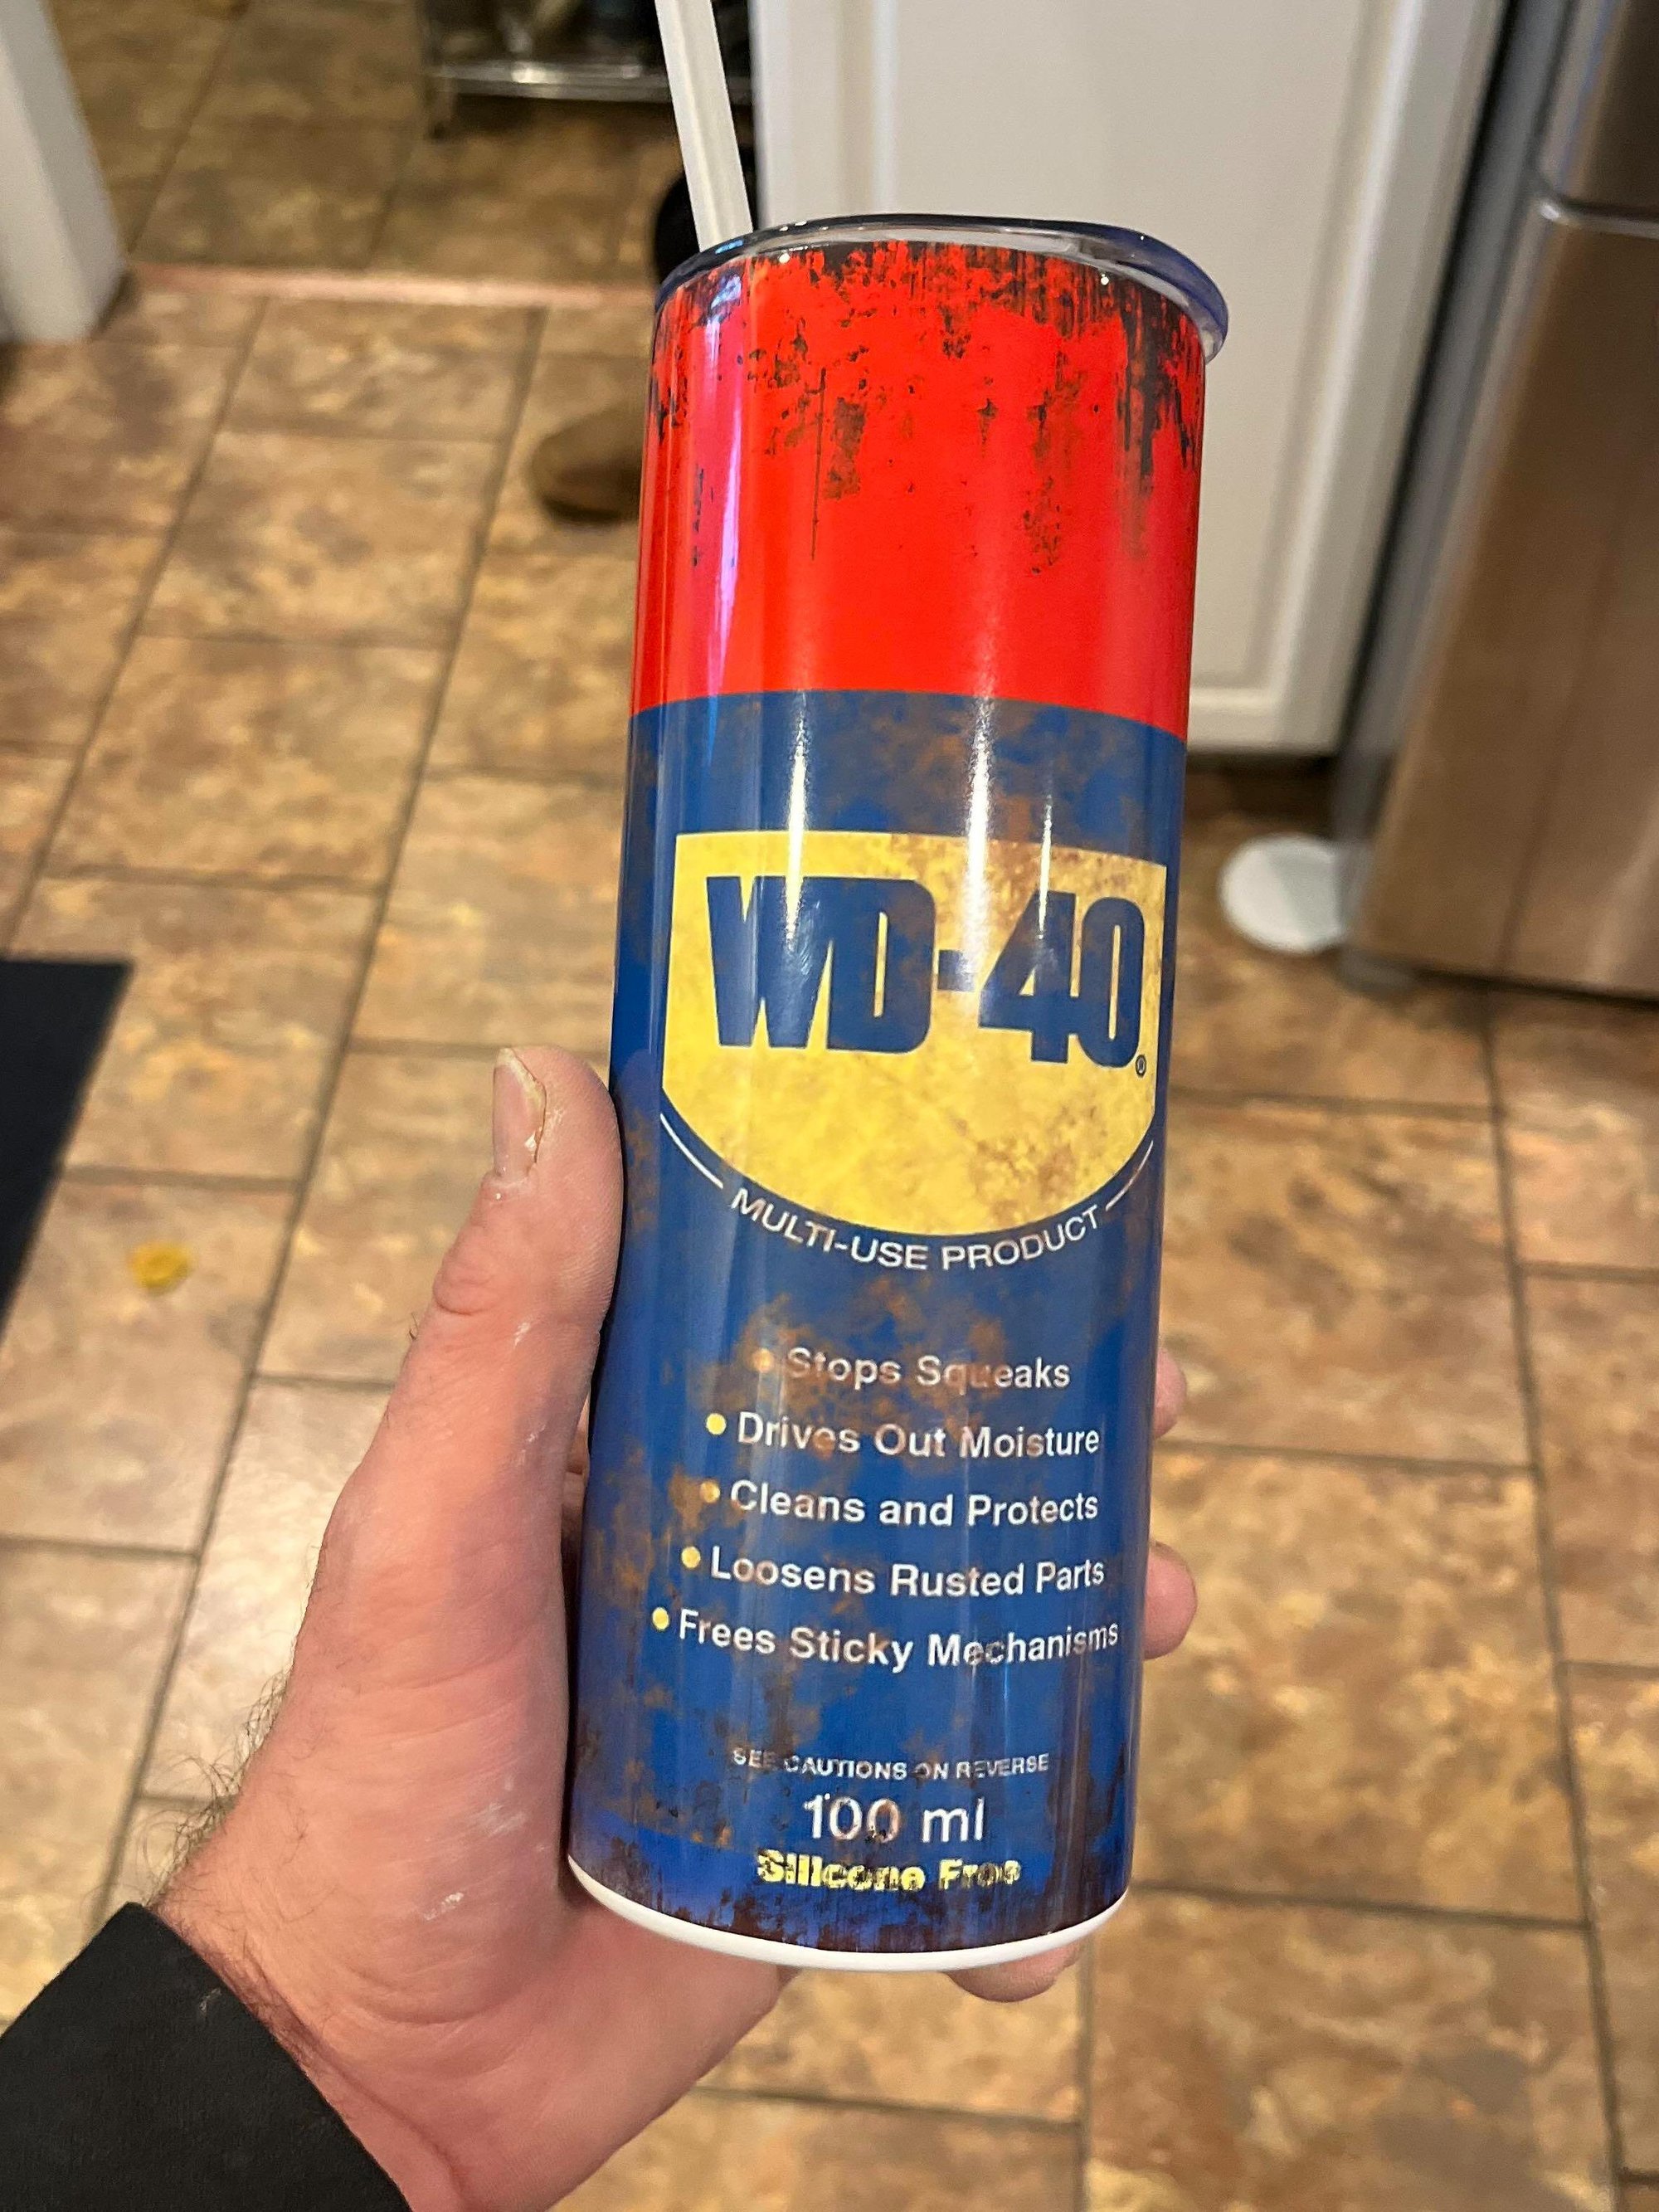 WD-40®
MULTI-USE PRODUCT
• Stops Squeaks
• Drives Out Moisture
• Cleans and Protects
• Loosens Rusted Parts
• Frees Sticky Mechanisms
SEE CAUTIONS ON REVERSE
100 ml
Silicone Free